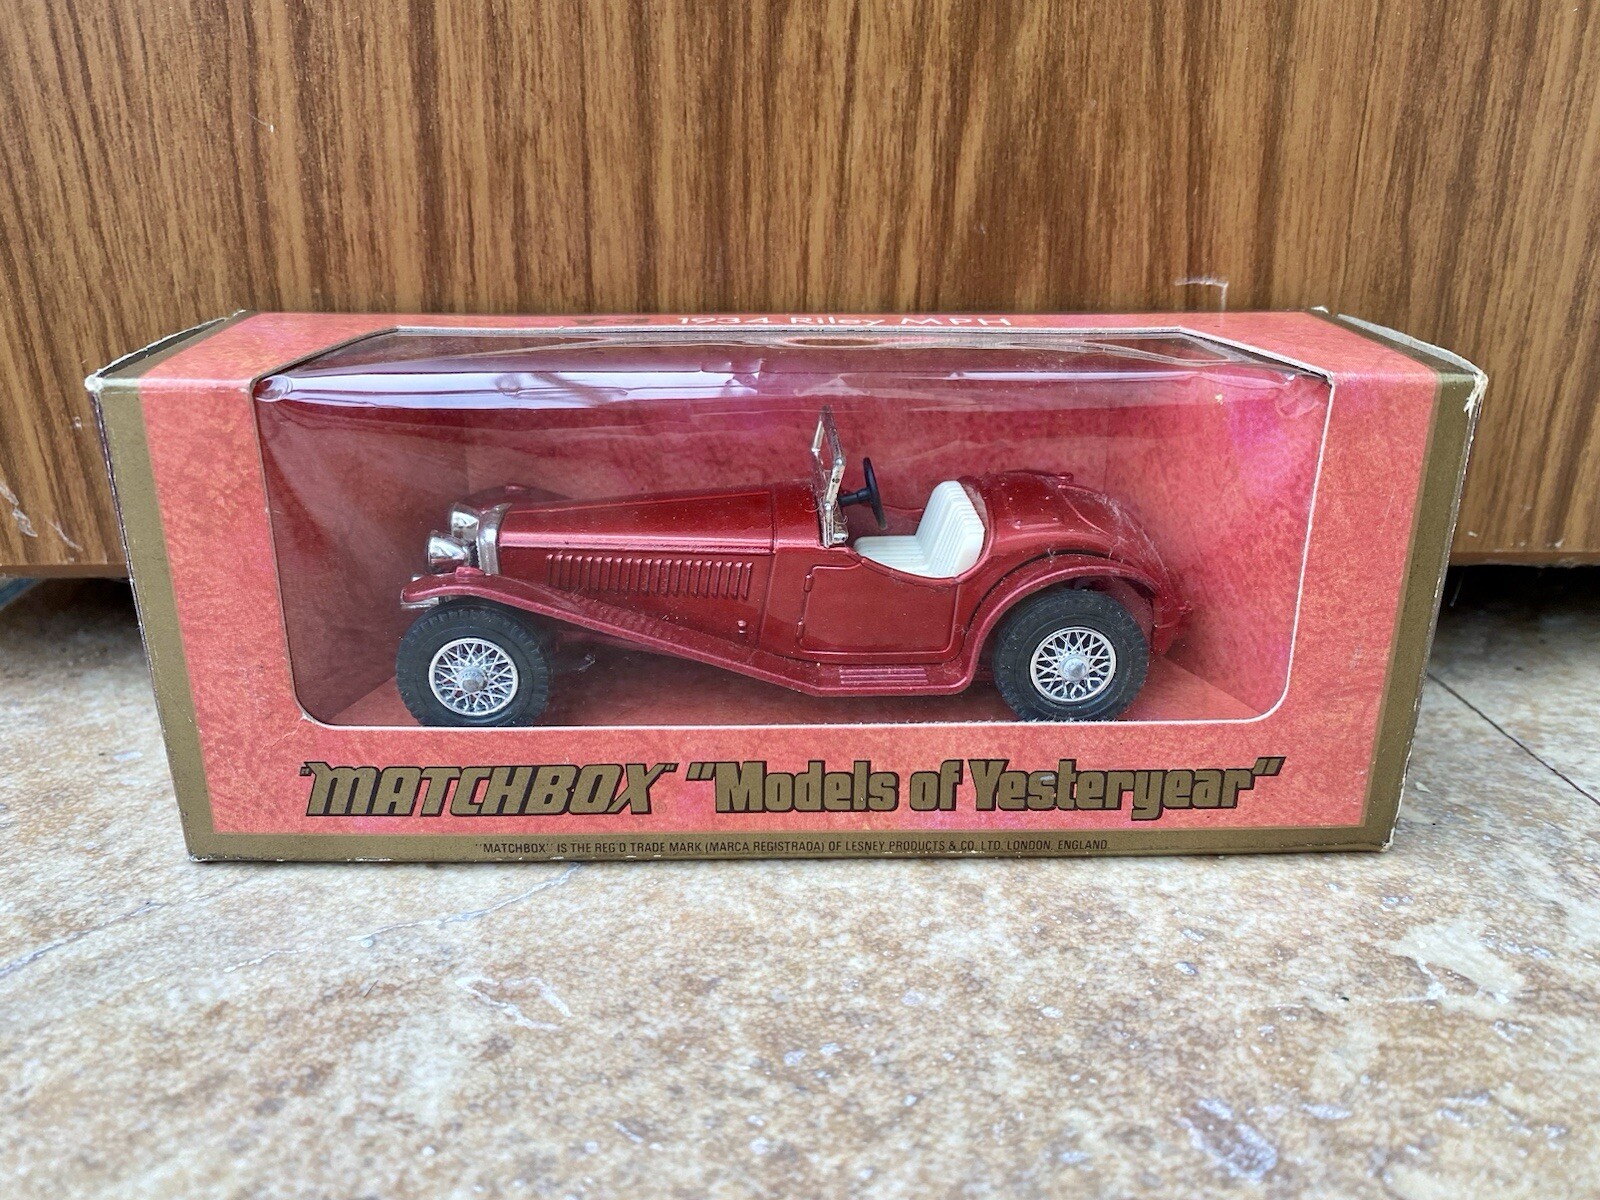 1934 Riley MPH
"MATCHBOX" "Models of Yesteryear"
"MATCHBOX" IS THE REG'D TRADE MARK (MARCA REGISTRADA) OF LESNEY PRODUCTS & CO. LTD. LONDON, ENGLAND.